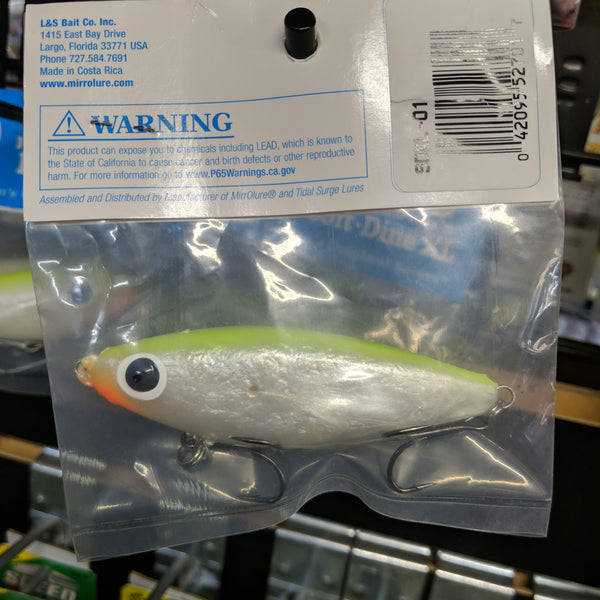 L&S Bait Co. Inc.
1415 East Bay Drive
Largo, Florida 33771 USA
Phone 727.584.7691
Made in Costa Rica
www.mirrolure.com
WARNING
This product can expose you to chemicals including LEAD, which is known to
the State of California to cause cancer and birth defects or other reproductive
harm. For more information go to www.P65Warnings.ca.gov
Assembled and Distributed by Manufacturer of MirrOlure® and Tidal Surge Lures
-01
XL